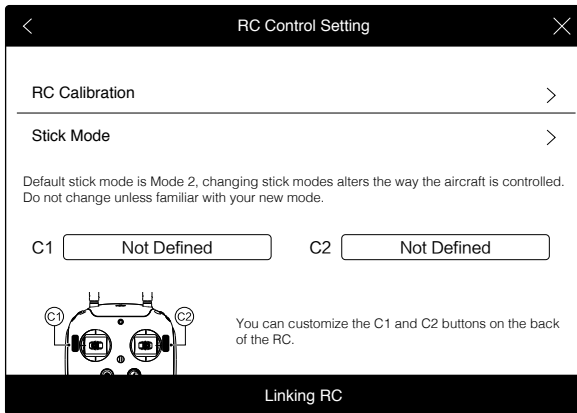 RC Control Setting
RC Calibration
Stick Mode
Default stick mode is Mode 2, changing stick modes alters the way the aircraft is controlled.
Do not change unless familiar with your new mode.
C1 Not Defined C2 Not Defined
C1 C2
You can customize the C1 and C2 buttons on the back
of the RC.
Linking RC